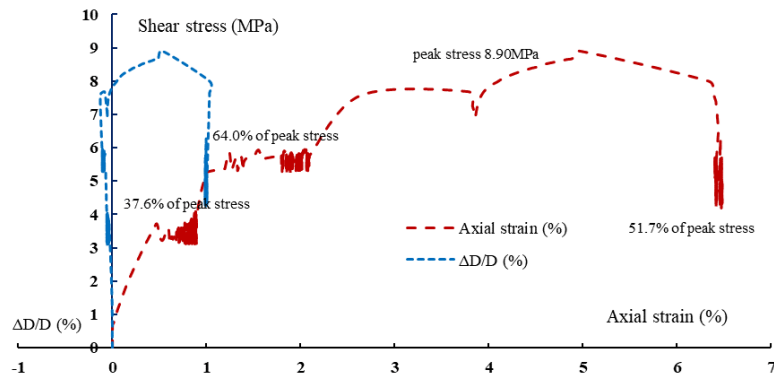 Shear stress (MPa)
10
9
8
7
6
5
4
3
2
1
0
peak stress 8.90MPa
64.0% of peak stress
37.6% of peak stress
51.7% of peak stress
Axial strain (%)
ΔD/D (%)
ΔD/D (%)
Axial strain (%)
-1 0 1 2 3 4 5 6 7